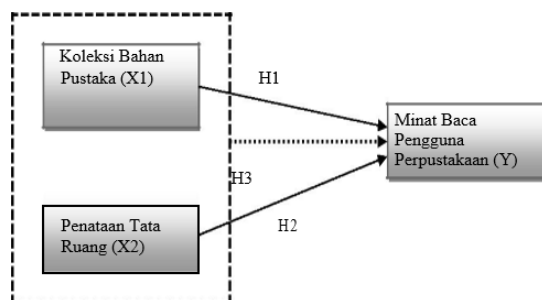 Koleksi Bahan
Pustaka (X1)
H1
Minat Baca
Pengguna
Perpustakaan (Y)
H3
Penataan Tata
Ruang (X2)
H2